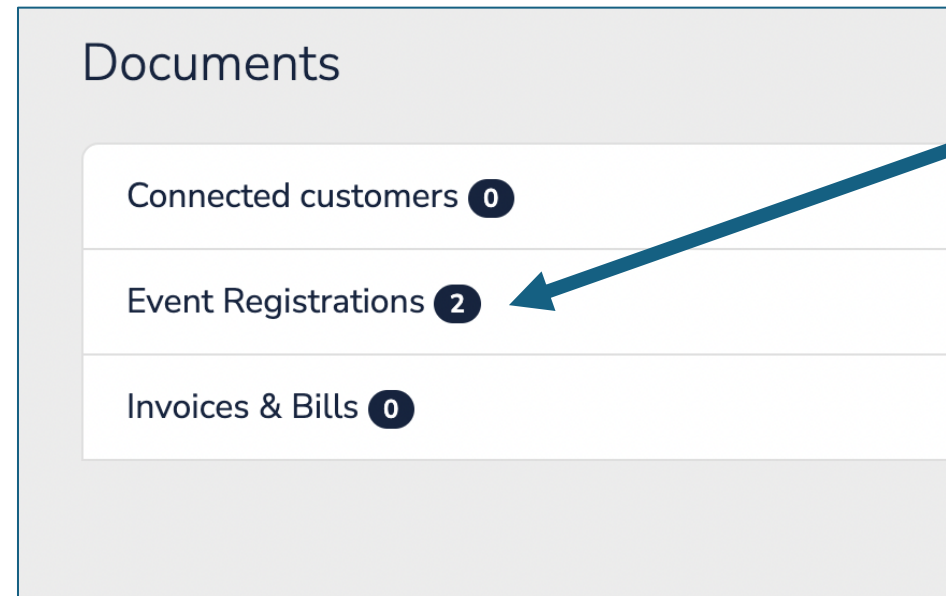 Documents
Connected customers 0
Event Registrations 2
Invoices & Bills 0